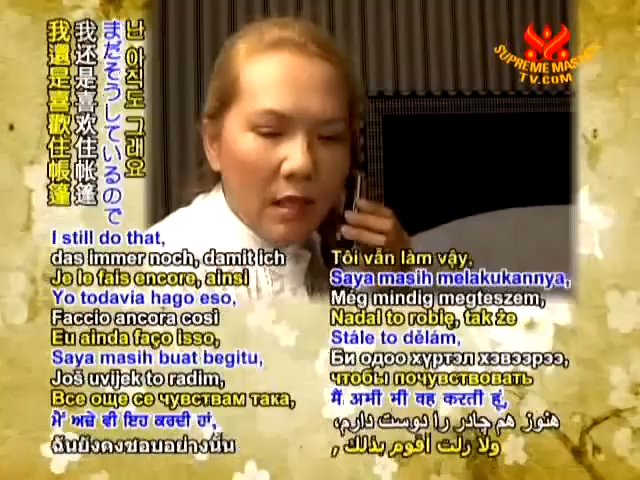 我還是喜歡住帳篷
我还是喜欢住帐篷
まだそうしているので
난 아직도 그래요
SUPREME MASTER
TV.COM
I still do that,
das immer noch, damit ich
Je le fais encore, ainsi
Yo todavia hago eso,
Faccio ancora così
Eu ainda faço isso,
Saya masih buat begitu,
Još uvijek to radim,
Все още се чувствам така,
ਮੈਂ ਅਜੇ ਵੀ ਇਹ ਕਰਦੀ ਹਾਂ,
ฉันยังคงชอบอย่างนั้น
Tôi vẫn làm vậy.
Saya masih melakukannya,
Még mindig megteszem,
Nadal to robię, tak że
Stále to dělám,
Би одоо хүртэл хэвээрээ,
чтобы почувствовать
मैं अभी भी वह करती हूं,
هنوز هم چادر را دوست دارم،
ولا زلت أقوم بذلك ,